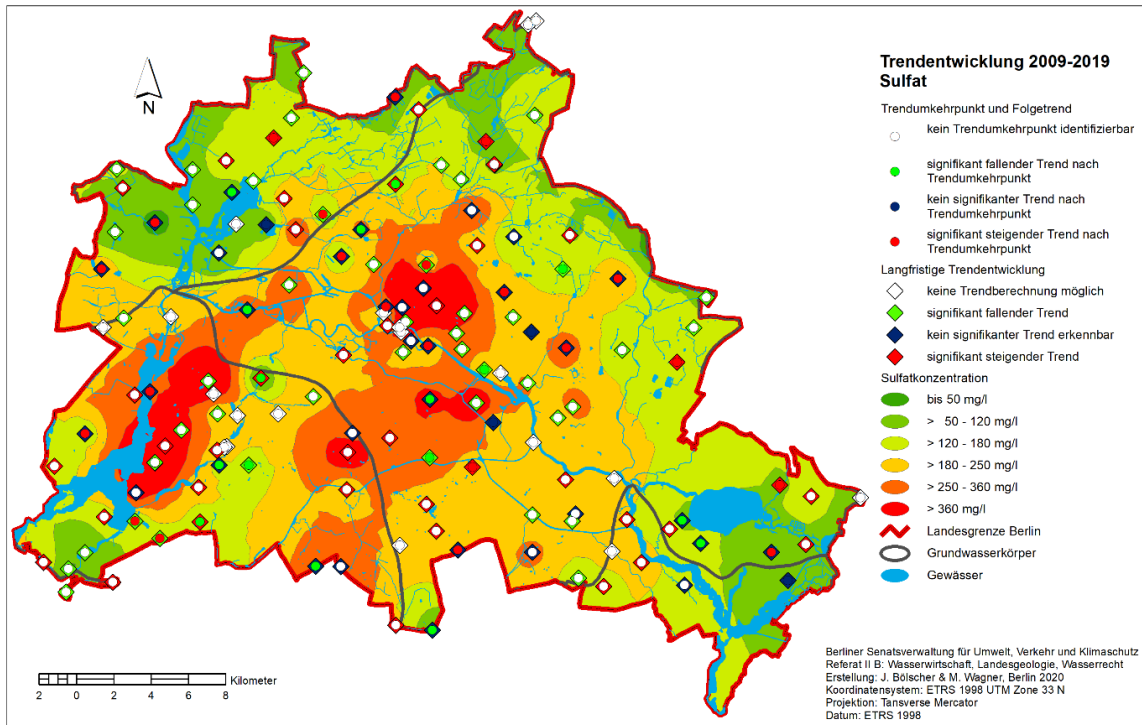 N
Trendentwicklung 2009-2019
Sulfat
Trendumkehrpunkt und Folgetrend
kein Trendumkehrpunkt identifizierbar
signifikant fallender Trend nach
Trendumkehrpunkt
kein signifikanter Trend nach
Trendumkehrpunkt
signifikant steigender Trend nach
Trendumkehrpunkt
Langfristige Trendentwicklung
keine Trendberechnung möglich
signifikant fallender Trend
kein signifikanter Trend erkennbar
signifikant steigender Trend
Sulfatkonzentration
bis 50 mg/l
> 50 - 120 mg/l
>120 - 180 mg/l
>180 - 250 mg/l
>250 - 360 mg/l
> 360 mg/l
Landesgrenze Berlin
Grundwasserkörper
Gewässer
Kilometer
2 0 2 4 6 8
Berliner Senatsverwaltung für Umwelt, Verkehr und Klimaschutz
Referat II B: Wasserwirtschaft, Landesgeologie, Wasserrecht
Erstellung: J. Bölscher & M. Wagner, Berlin 2020
Koordinatensystem: ETRS 1998 UTM Zone 33 N
Projektion: Tansverse Mercator
Datum: ETRS 1998